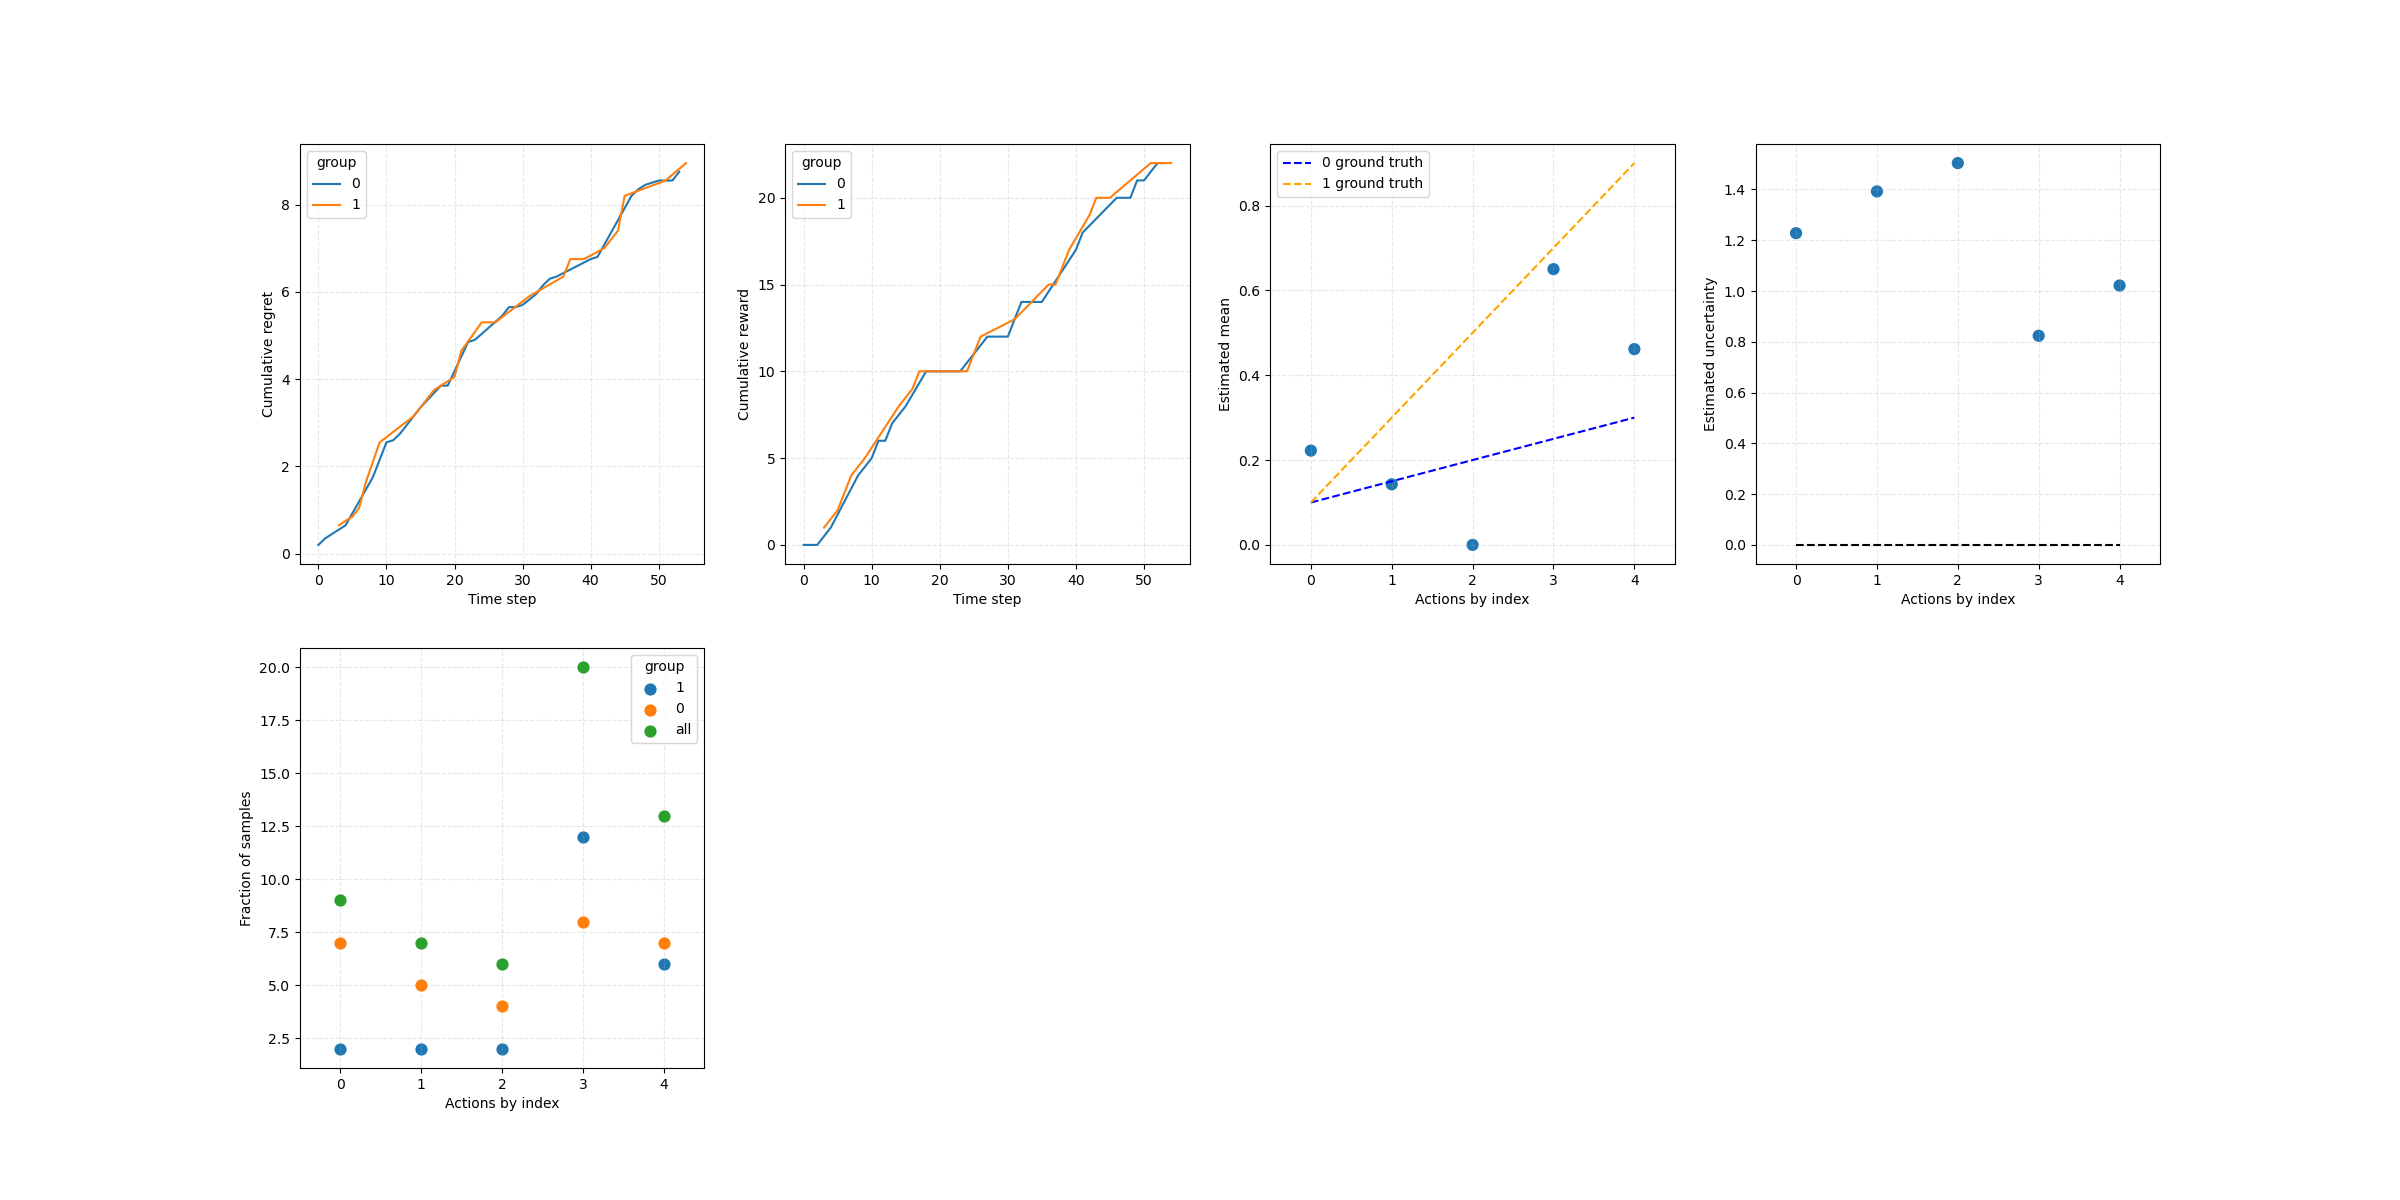 group
0
1
Cumulative regret
0
2
4
6
8
0 10 20 30 40 50
Time step
group
0
1
Cumulative reward
0
5
10
15
20
0 10 20 30 40 50
Time step
0 ground truth
1 ground truth
Estimated mean
0.0
0.2
0.4
0.6
0.8
0 1 2 3 4
Actions by index
Estimated uncertainty
0.0
0.2
0.4
0.6
0.8
1.0
1.2
1.4
0 1 2 3 4
Actions by index
group
1
0
all
Fraction of samples
2.5
5.0
7.5
10.0
12.5
15.0
17.5
20.0
0 1 2 3 4
Actions by index